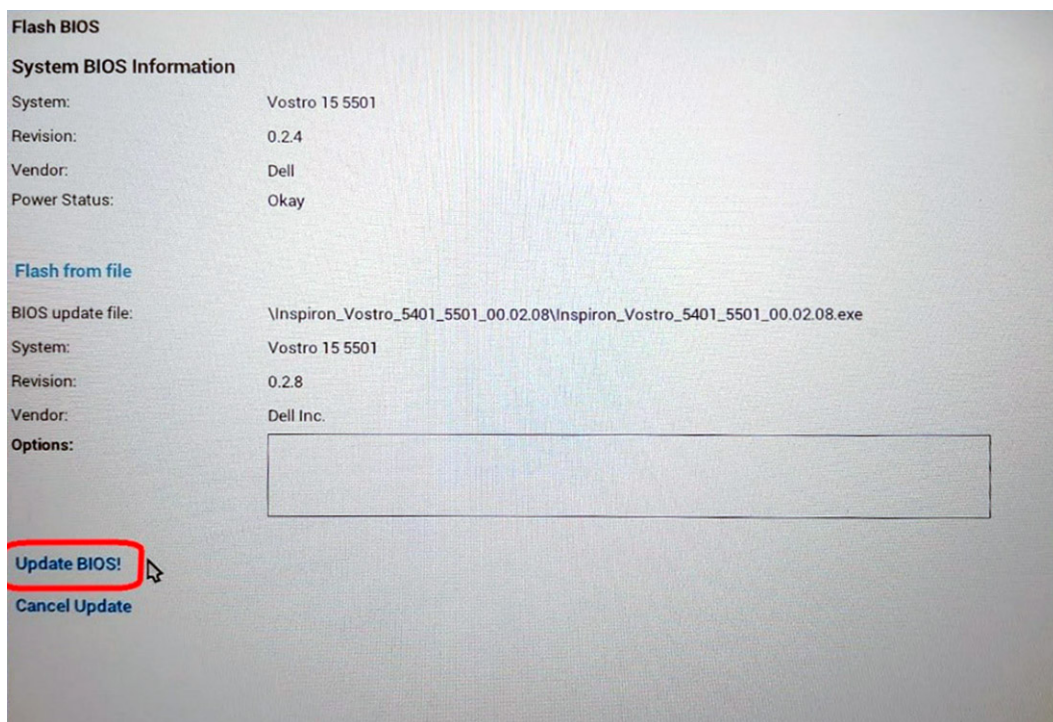 Flash BIOS
System BIOS Information
System: Vostro 15 5501
Revision: 0.2.4
Vendor: Dell
Power Status: Okay
Flash from file
BIOS update file: \Inspiron_Vostro_5401_5501_00.02.08\Inspiron_Vostro_5401_5501_00.02.08.exe
System: Vostro 15 5501
Revision: 0.2.8
Vendor: Dell Inc.
Options:
Update BIOS!
Cancel Update